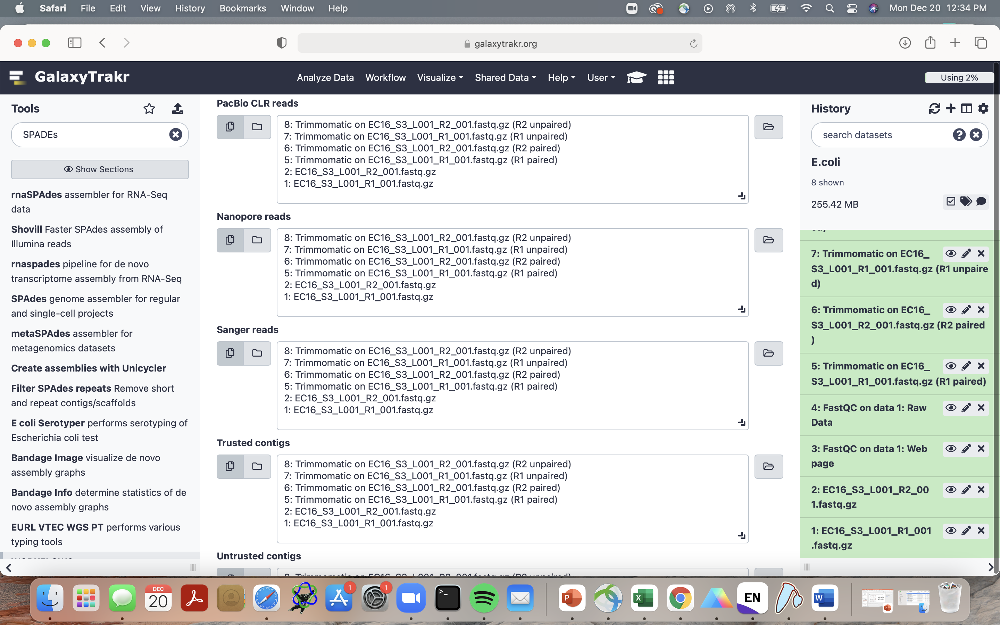 Safari File Edit View History Bookmarks Window Help Mon Dec 20 12:34 PM
galaxytrakr.org
GalaxyTrakr Analyze Data Workflow Visualize Shared Data Help User Using 2%
Tools
SPADEs
Show Sections
rnaSPAdes assembler for RNA-Seq
data
Shovill Faster SPAdes assembly of
Illumina reads
rnaspades pipeline for de novo
transcriptome assembly from RNA-Seq
SPAdes genome assembler for regular
and single-cell projects
metaSPAdes assembler for
metagenomics datasets
Create assemblies with Unicycler
Filter SPAdes repeats Remove short
and repeat contigs/scaffolds
E coli Serotyper performs serotyping of
Escherichia coli test
Bandage Image visualize de novo
assembly graphs
Bandage Info determine statistics of de
novo assembly graphs
EURL VTEC WGS PT performs various
typing tools
PacBio CLR reads
8: Trimmomatic on EC16_S3_L001_R2_001.fastq.gz (R2 unpaired)
7: Trimmomatic on EC16_S3_L001_R1_001.fastq.gz (R1 unpaired)
6: Trimmomatic on EC16_S3_L001_R2_001.fastq.gz (R2 paired)
5: Trimmomatic on EC16_S3_L001_R1_001.fastq.gz (R1 paired)
2: EC16_S3_L001_R2_001.fastq.gz
1: EC16_S3_L001_R1_001.fastq.gz
Nanopore reads
8: Trimmomatic on EC16_S3_L001_R2_001.fastq.gz (R2 unpaired)
7: Trimmomatic on EC16_S3_L001_R1_001.fastq.gz (R1 unpaired)
6: Trimmomatic on EC16_S3_L001_R2_001.fastq.gz (R2 paired)
5: Trimmomatic on EC16_S3_L001_R1_001.fastq.gz (R1 paired)
2: EC16_S3_L001_R2_001.fastq.gz
1: EC16_S3_L001_R1_001.fastq.gz
Sanger reads
8: Trimmomatic on EC16_S3_L001_R2_001.fastq.gz (R2 unpaired)
7: Trimmomatic on EC16_S3_L001_R1_001.fastq.gz (R1 unpaired)
6: Trimmomatic on EC16_S3_L001_R2_001.fastq.gz (R2 paired)
5: Trimmomatic on EC16_S3_L001_R1_001.fastq.gz (R1 paired)
2: EC16_S3_L001_R2_001.fastq.gz
1: EC16_S3_L001_R1_001.fastq.gz
Trusted contigs
8: Trimmomatic on EC16_S3_L001_R2_001.fastq.gz (R2 unpaired)
7: Trimmomatic on EC16_S3_L001_R1_001.fastq.gz (R1 unpaired)
6: Trimmomatic on EC16_S3_L001_R2_001.fastq.gz (R2 paired)
5: Trimmomatic on EC16_S3_L001_R1_001.fastq.gz (R1 paired)
2: EC16_S3_L001_R2_001.fastq.gz
1: EC16_S3_L001_R1_001.fastq.gz
Untrusted contigs
History
search datasets
E.coli
8 shown
255.42 MB
7: Trimmomatic on EC16_
S3_L001_R1_001.fastq.gz (R1 unpaire
d)
6: Trimmomatic on EC16_
S3_L001_R2_001.fastq.gz (R2 paired
)
5: Trimmomatic on EC16_
S3_L001_R1_001.fastq.gz (R1 paired)
4: FastQC on data 1: Raw
Data
3: FastQC on data 1: Web
page
2: EC16_S3_L001_R2_00
1.fastq.gz
1: EC16_S3_L001_R1_001
.fastq.gz
DEC
20
1
1
>_
P
X
EN
W